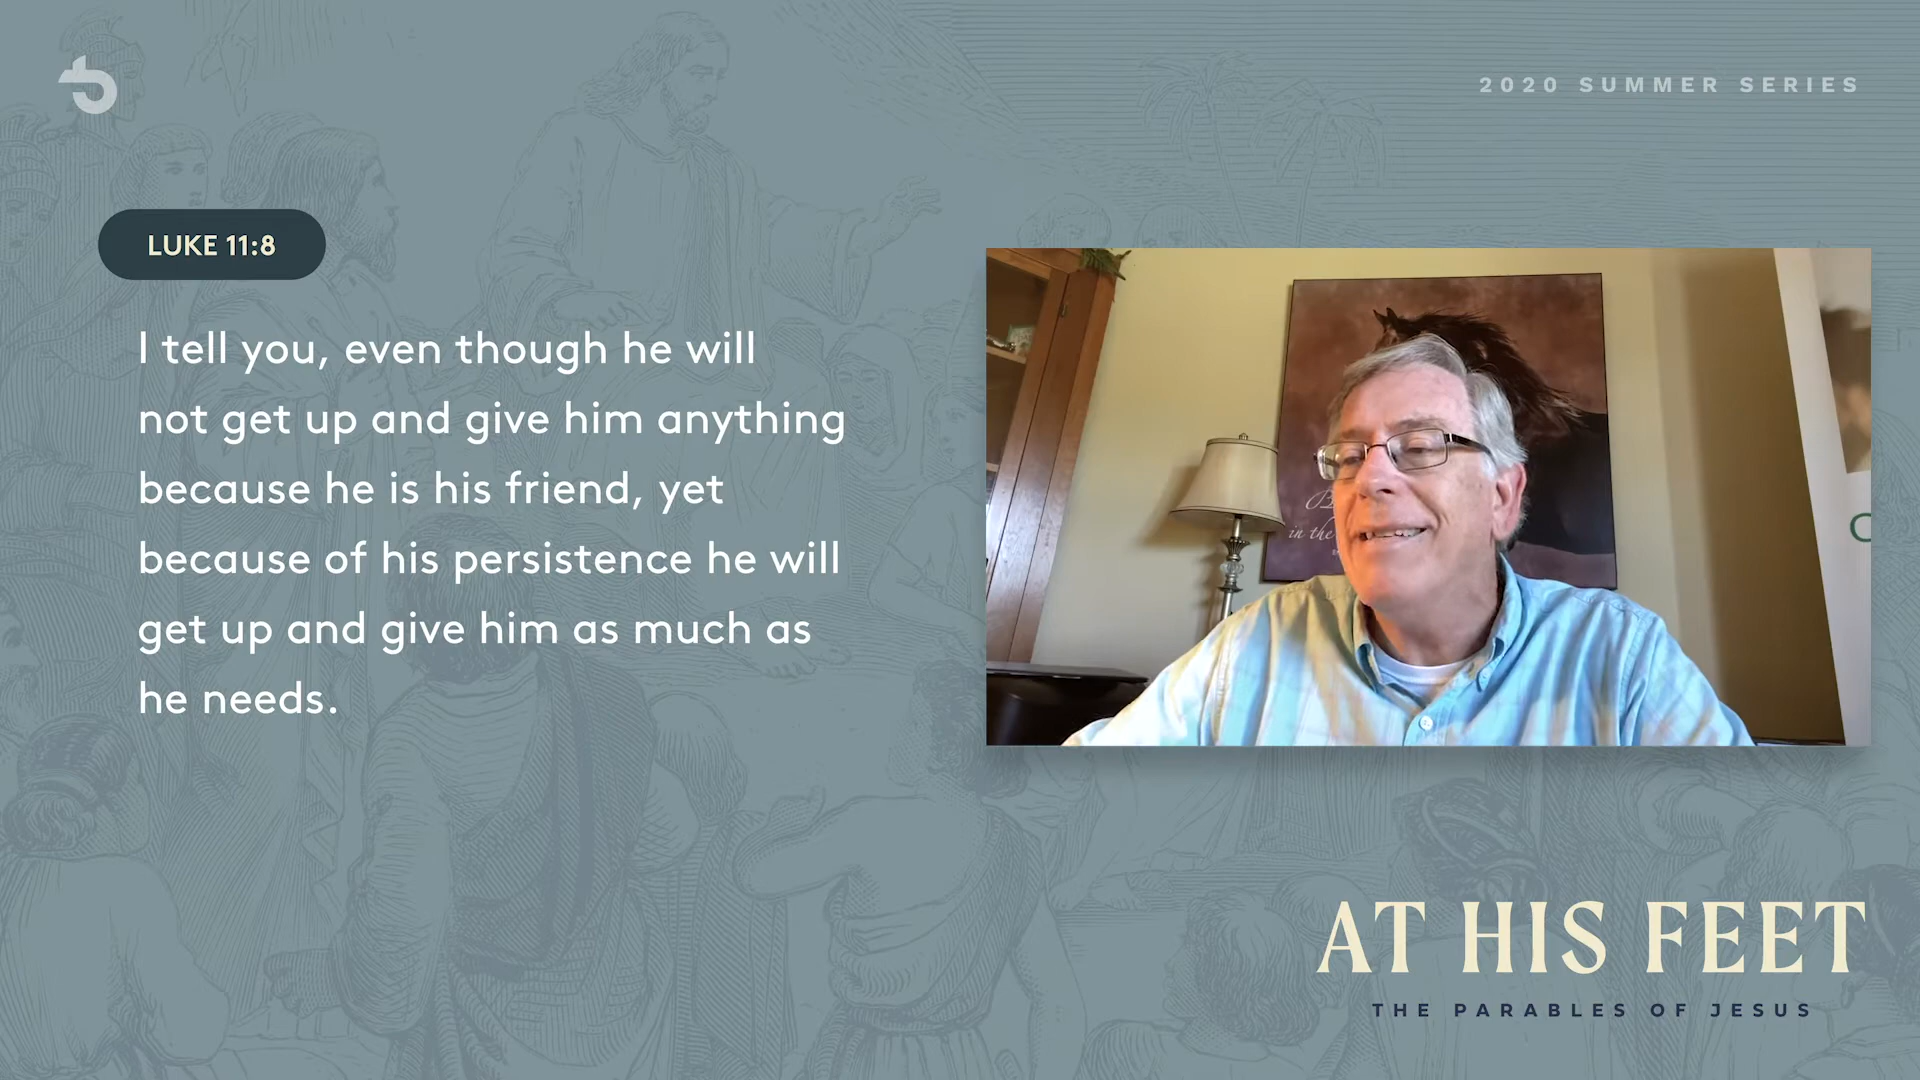 2020 SUMMER SERIES
LUKE 11:8
I tell you, even though he will
not get up and give him anything
because he is his friend, yet
because of his persistence he will
get up and give him as much as
he needs.
in the
AT HIS FEET
THE PARABLES OF JESUS